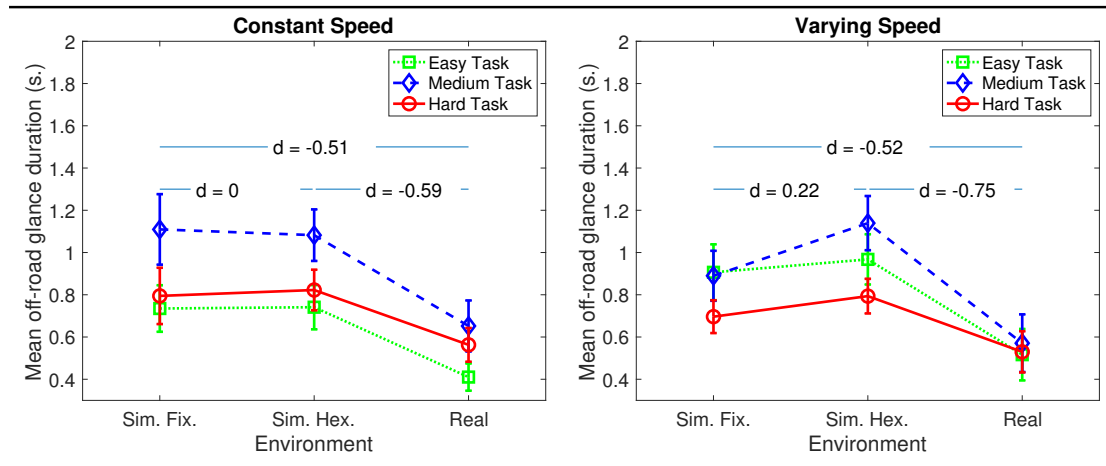 Constant Speed
Mean off-road glance duration (s.)
2
1.8
1.6
1.4
1.2
1
0.8
0.6
0.4
Easy Task
Medium Task
Hard Task
d = -0.51
d = 0
d = -0.59
Sim. Fix.
Sim. Hex.
Real
Environment
Varying Speed
Mean off-road glance duration (s.)
2
1.8
1.6
1.4
1.2
1
0.8
0.6
0.4
Easy Task
Medium Task
Hard Task
d = -0.52
d = 0.22
d = -0.75
Sim. Fix.
Sim. Hex.
Real
Environment